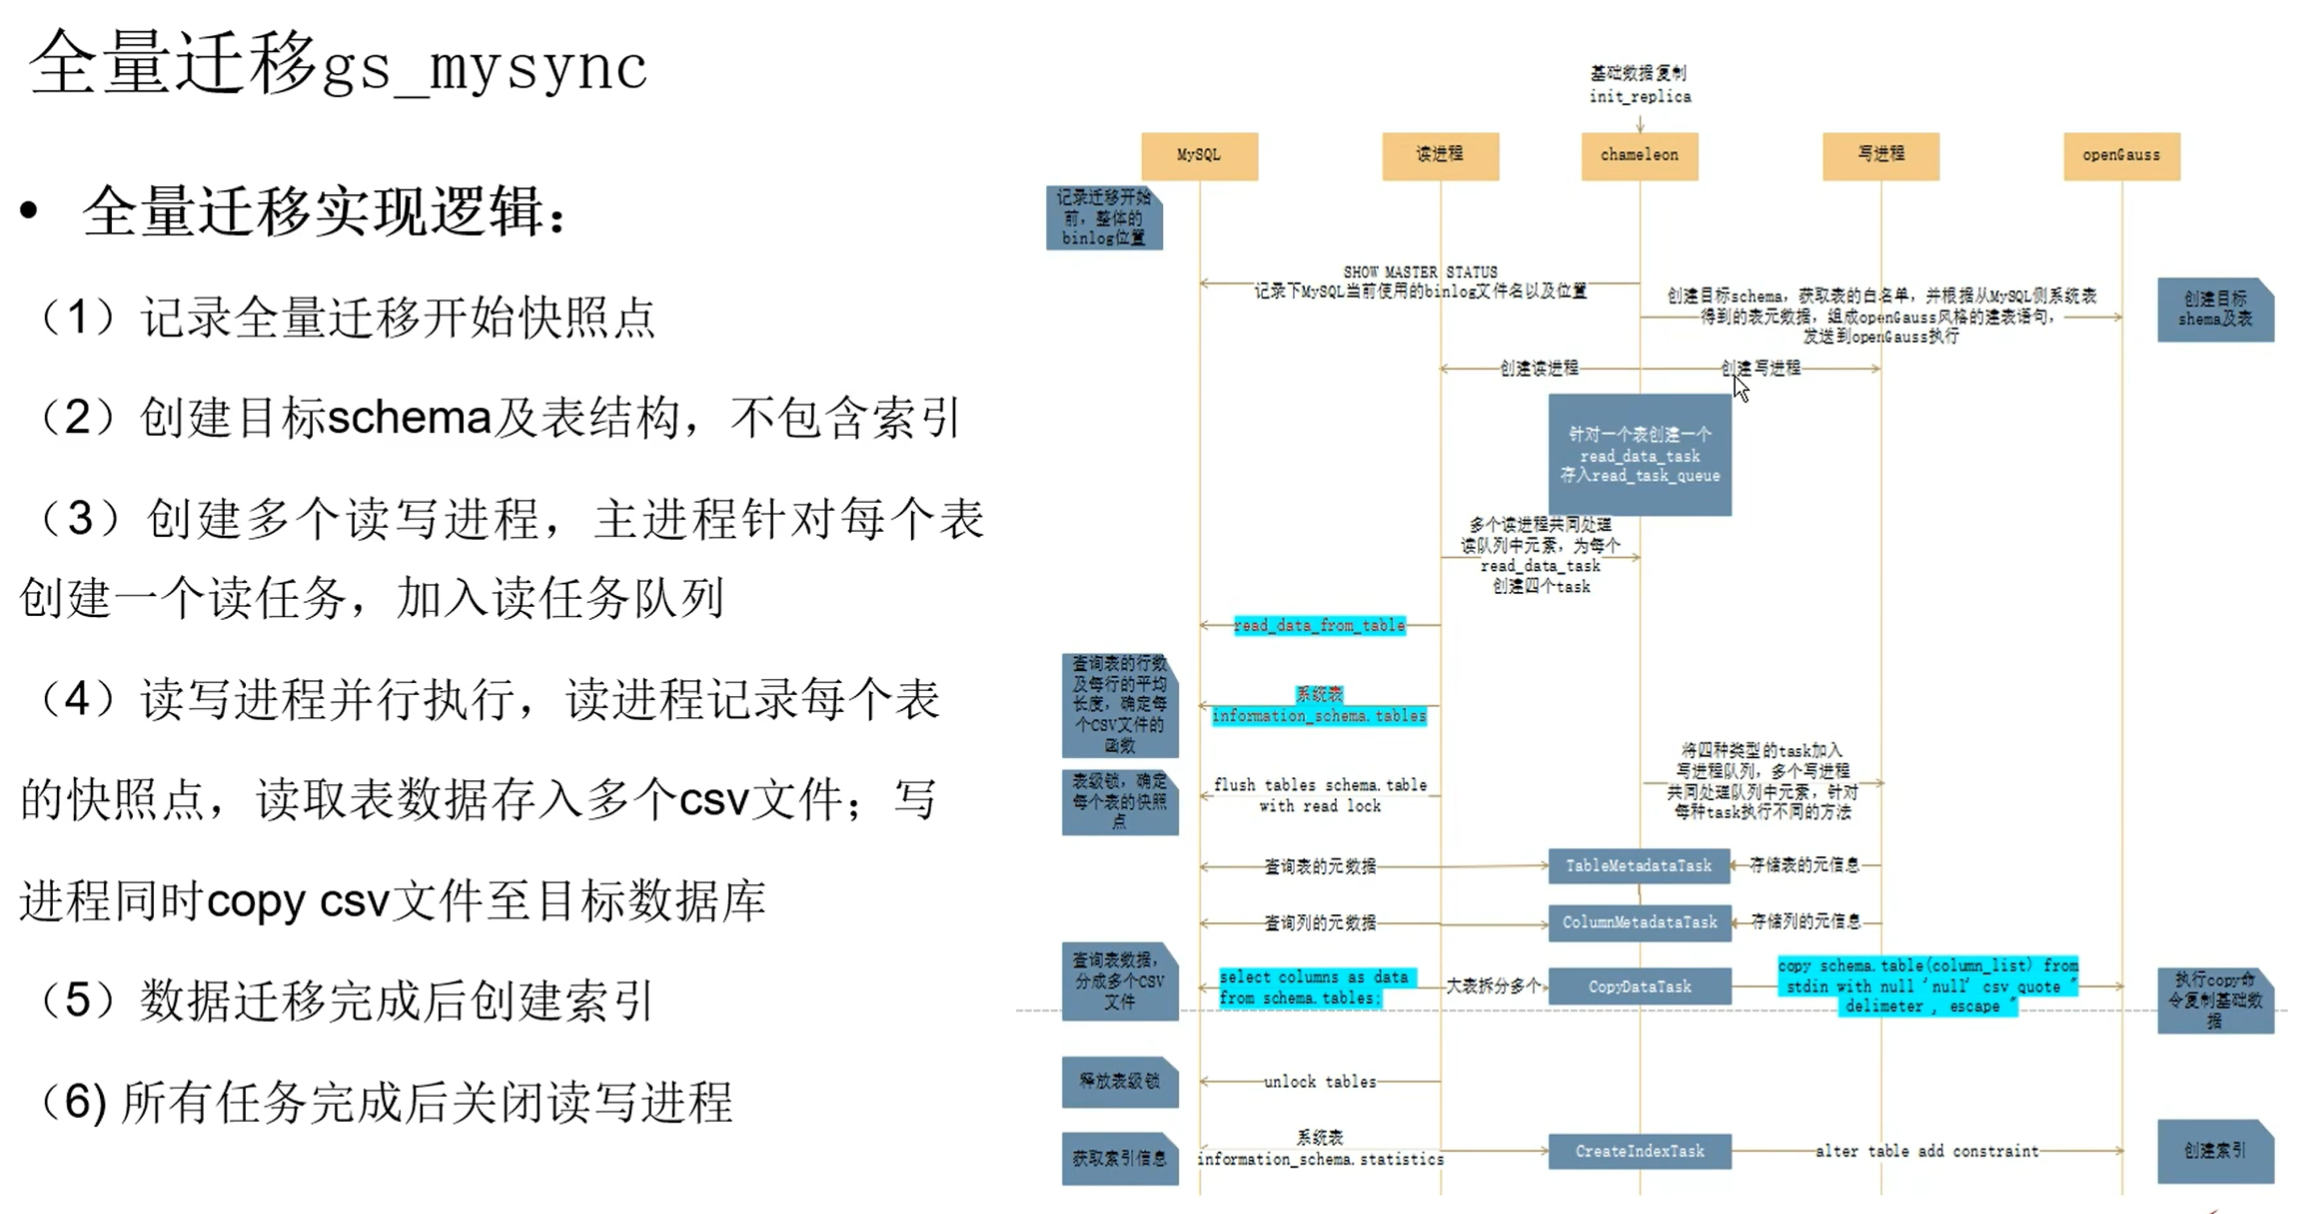 全量迁移gs_mysync
• 全量迁移实现逻辑：
（1）记录全量迁移开始快照点
（2）创建目标schema及表结构，不包含索引
（3）创建多个读写进程，主进程针对每个表
创建一个读任务，加入读任务队列
（4）读写进程并行执行，读进程记录每个表
的快照点，读取表数据存入多个csv文件；写
进程同时copy csv文件至目标数据库
（5）数据迁移完成后创建索引
（6) 所有任务完成后关闭读写进程
基础数据复制
init_replica
MySQL
读进程
chameleon
写进程
openGauss
记录迁移开始
前，整体的
binlog位置
SHOW MASTER STATUS
记录下MySQL当前使用的binlog文件名以及位置
创建目标schema，获取表的白名单，并根据从MySQL侧系统表
得到的表元数据，组成openGauss风格的建表语句，
发送到openGauss执行
创建目标
shema及表
创建读进程
创建写进程
针对一个表创建一个
read_data_task
存入read_task_queue
多个读进程共同处理
读队列中元素，为每个
read_data_task
创建四个task
read_data_from_table
查询表的行数
及每行的平均
长度，确定每
个CSV文件的
函数
系统表
information_schema.tables
将四种类型的task加入
写进程队列，多个写进程
共同处理队列中元素，针对
每种task执行不同的方法
表级锁，确定
每个表的快照
点
flush tables schema.table
with read lock
查询表的元数据
TableMetadataTask
存储表的元信息
查询列的元数据
ColumnMetadataTask
存储列的元信息
查询表数据，
分成多个CSV
文件
select columns as data
from schema.tables;
大表拆分多个
CopyDataTask
copy schema.table(column_list) from
stdin with null 'null' csv quote "
delimeter , escape "
执行copy命
令复制基础数
据
释放表级锁
unlock tables
获取索引信息
系统表
information_schema.statistics
CreateIndexTask
alter table add constraint
创建索引